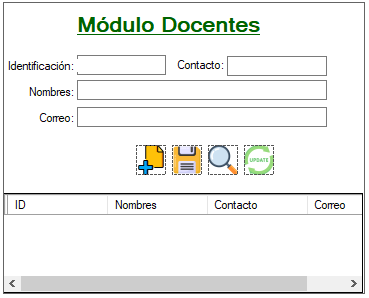 Módulo Docentes
Identificación: Contacto:
Nombres:
Correo:
UPDATE
ID Nombres Contacto Correo